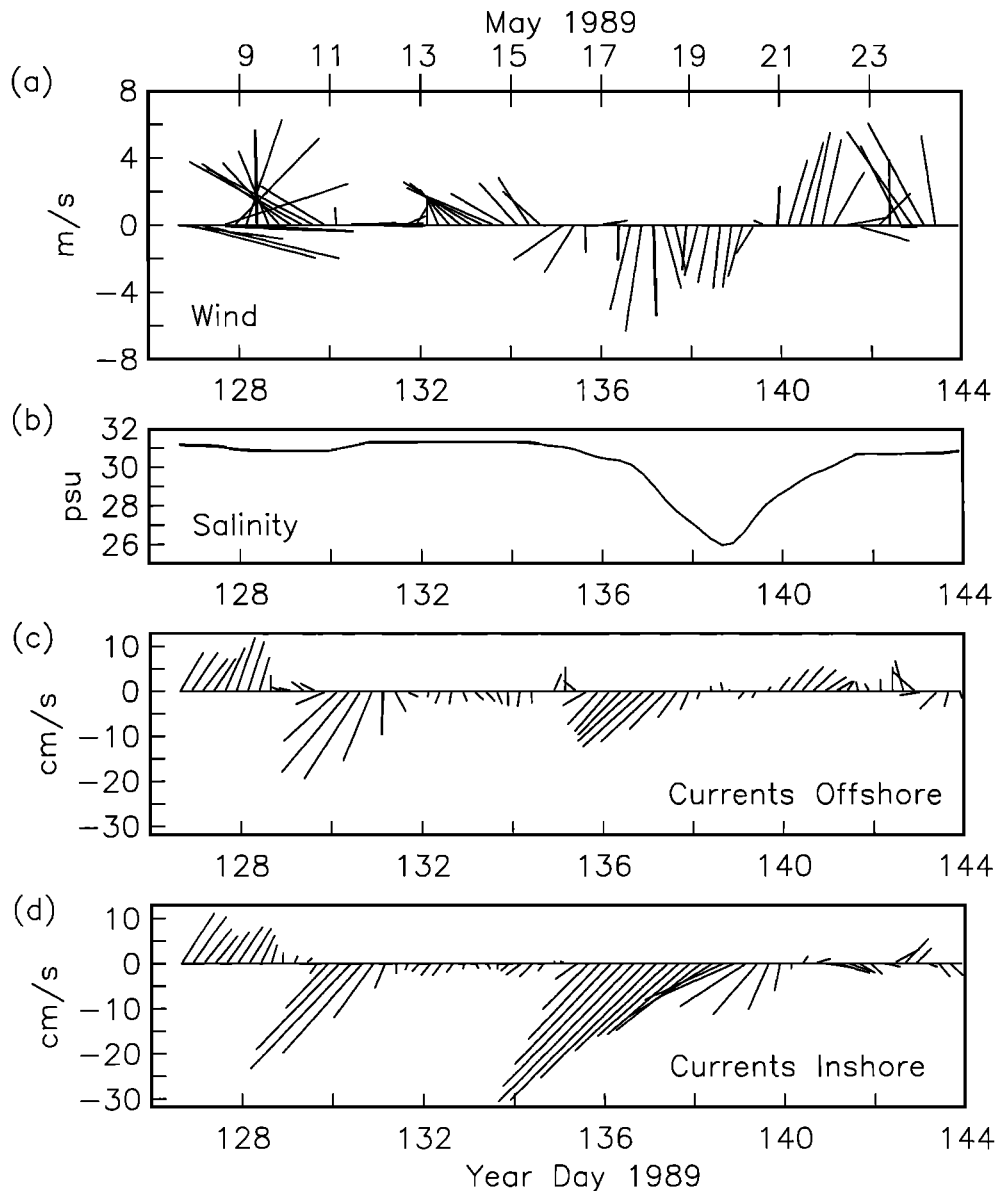 May 1989
9 11 13 15 17 19 21 23
(a)
8
4
0
−4
−8
m/s
Wind
128 132 136 140 144
(b)
32
30
28
26
psu
Salinity
128 132 136 140 144
(c)
10
0
−10
−20
−30
cm/s
Currents Offshore
128 132 136 140 144
(d)
10
0
−10
−20
−30
cm/s
Currents Inshore
128 132 136 140 144
Year Day 1989